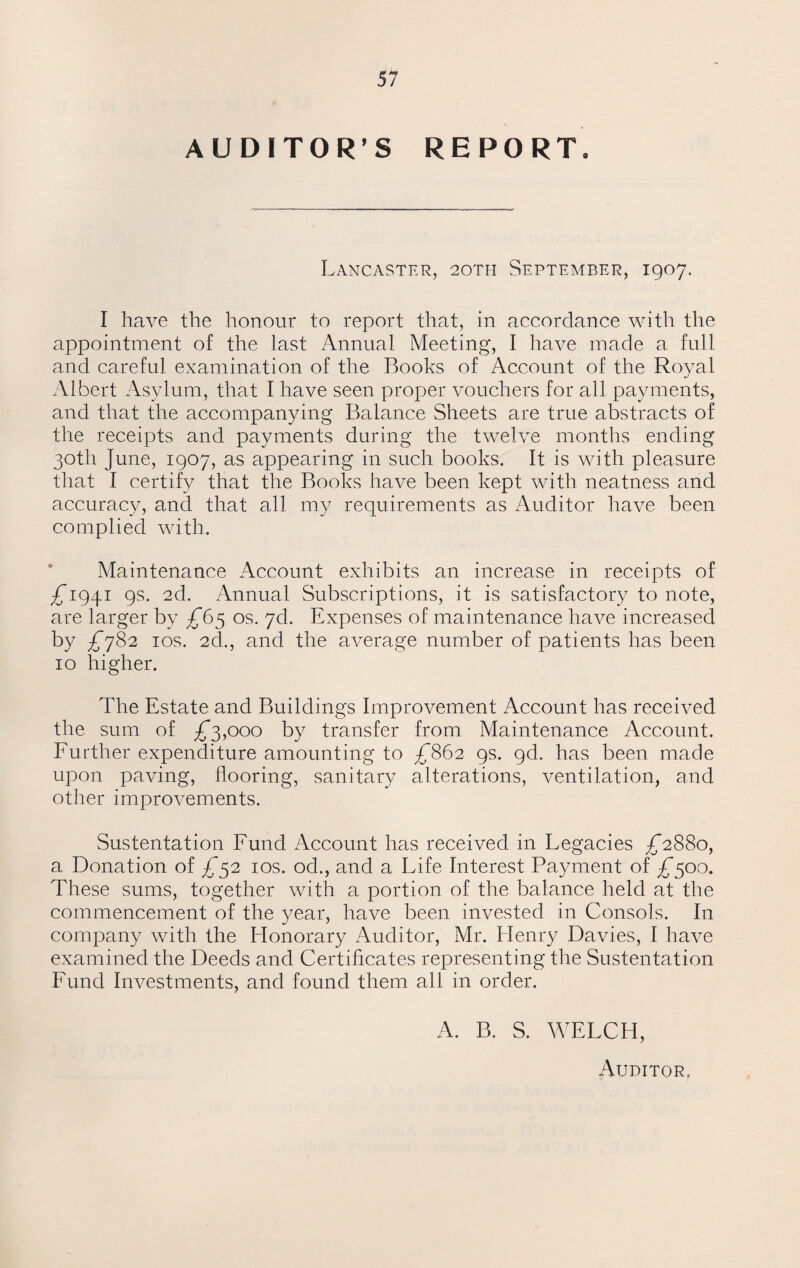 57
AUDITOR'S REPORT.
Lancaster, 20th September, 1907.
I have the honour to report that, in accordance with the
appointment of the last Annual Meeting, I have made a full
and careful examination of the Books of Account of the Royal
Albert Asylum, that I have seen proper vouchers for all payments,
and that the accompanying Balance Sheets are true abstracts of
the receipts and payments during the twelve months ending
30th June, 1907, as appearing in such books. It is with pleasure
that I certify that the Books have been kept with neatness and
accuracy, and that all my requirements as Auditor have been
complied with.
Maintenance Account exhibits an increase in receipts of
£1941 9s. 2d. Annual Subscriptions, it is satisfactory to note,
are larger by £65 0s. 7d. Expenses of maintenance have increased
by £782 10s. 2d., and the average number of patients has been
10 higher.
The Estate and Buildings Improvement Account has received
the sum of £3,000 by transfer from Maintenance Account.
Further expenditure amounting to £862 9s. 9d. has been made
upon paving, flooring, sanitary alterations, ventilation, and
other improvements.
Sustentation Fund Account has received in Legacies £2880,
a Donation of £52 10s. 0d., and a Life Interest Payment of £500.
These sums, together with a portion of the balance held at the
commencement of the year, have been invested in Consols. In
company with the Honorary Auditor, Mr. Henry Davies, I have
examined the Deeds and Certificates representing the Sustentation
Fund Investments, and found them all in order.
A. B. S. WELCH,
Auditor.